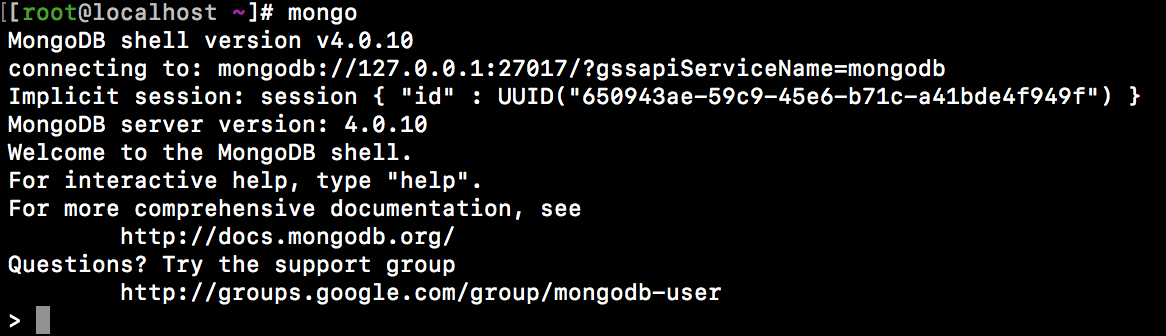 [[root@localhost ~]# mongo
MongoDB shell version v4.0.10
connecting to: mongodb://127.0.0.1:27017/?gssapiServiceName=mongodb
Implicit session: session { "id" : UUID("650943ae-59c9-45e6-b71c-a41bde4f949f") }
MongoDB server version: 4.0.10
Welcome to the MongoDB shell.
For interactive help, type "help".
For more comprehensive documentation, see
        http://docs.mongodb.org/
Questions? Try the support group
        http://groups.google.com/group/mongodb-user
>